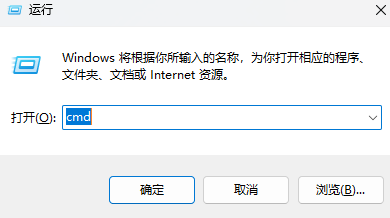 运行
Windows 将根据你所输入的名称，为你打开相应的程序、
文件夹、文档或 Internet 资源。
打开(O): cmd
确定 取消 浏览(B)...